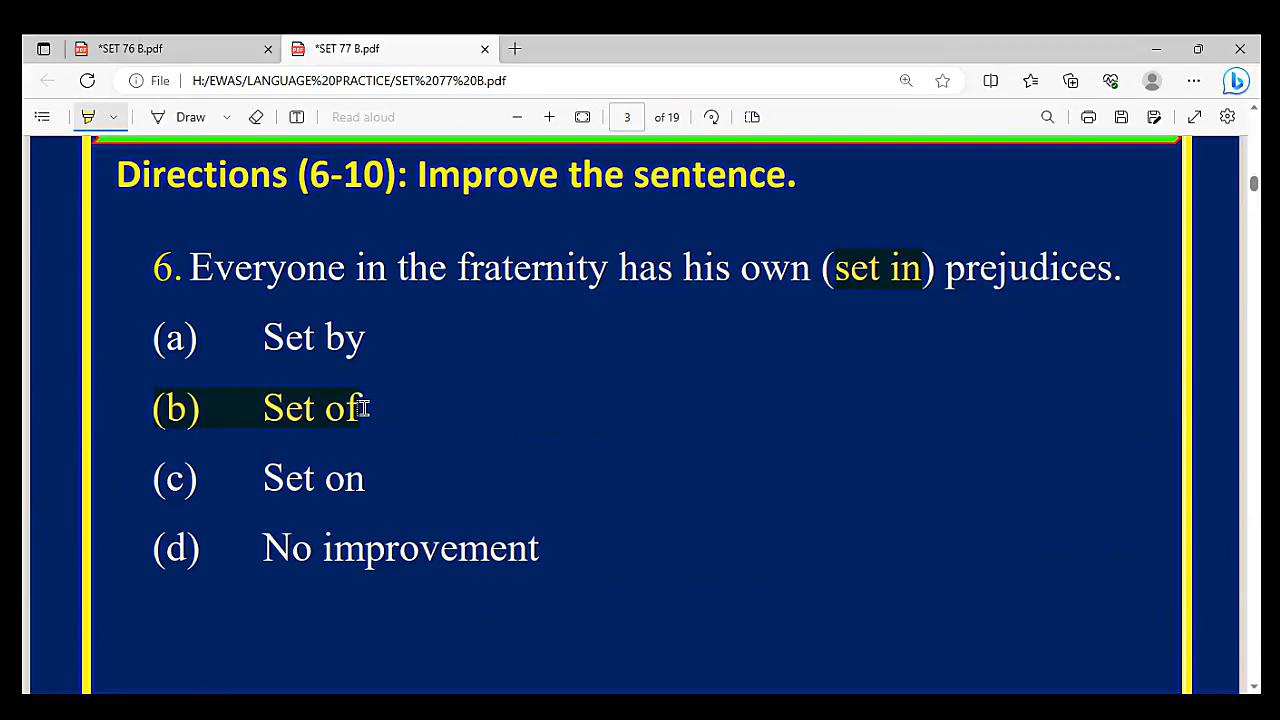 *SET 76 B.pdf
*SET 77 B.pdf
File H:/EWAS/LANGUAGE%20PRACTICE/SET%2077%20B.pdf
Draw Read aloud 3 of 19
Directions (6-10): Improve the sentence.
6. Everyone in the fraternity has his own (set in) prejudices.
(a) Set by
(b) Set of
(c) Set on
(d) No improvement